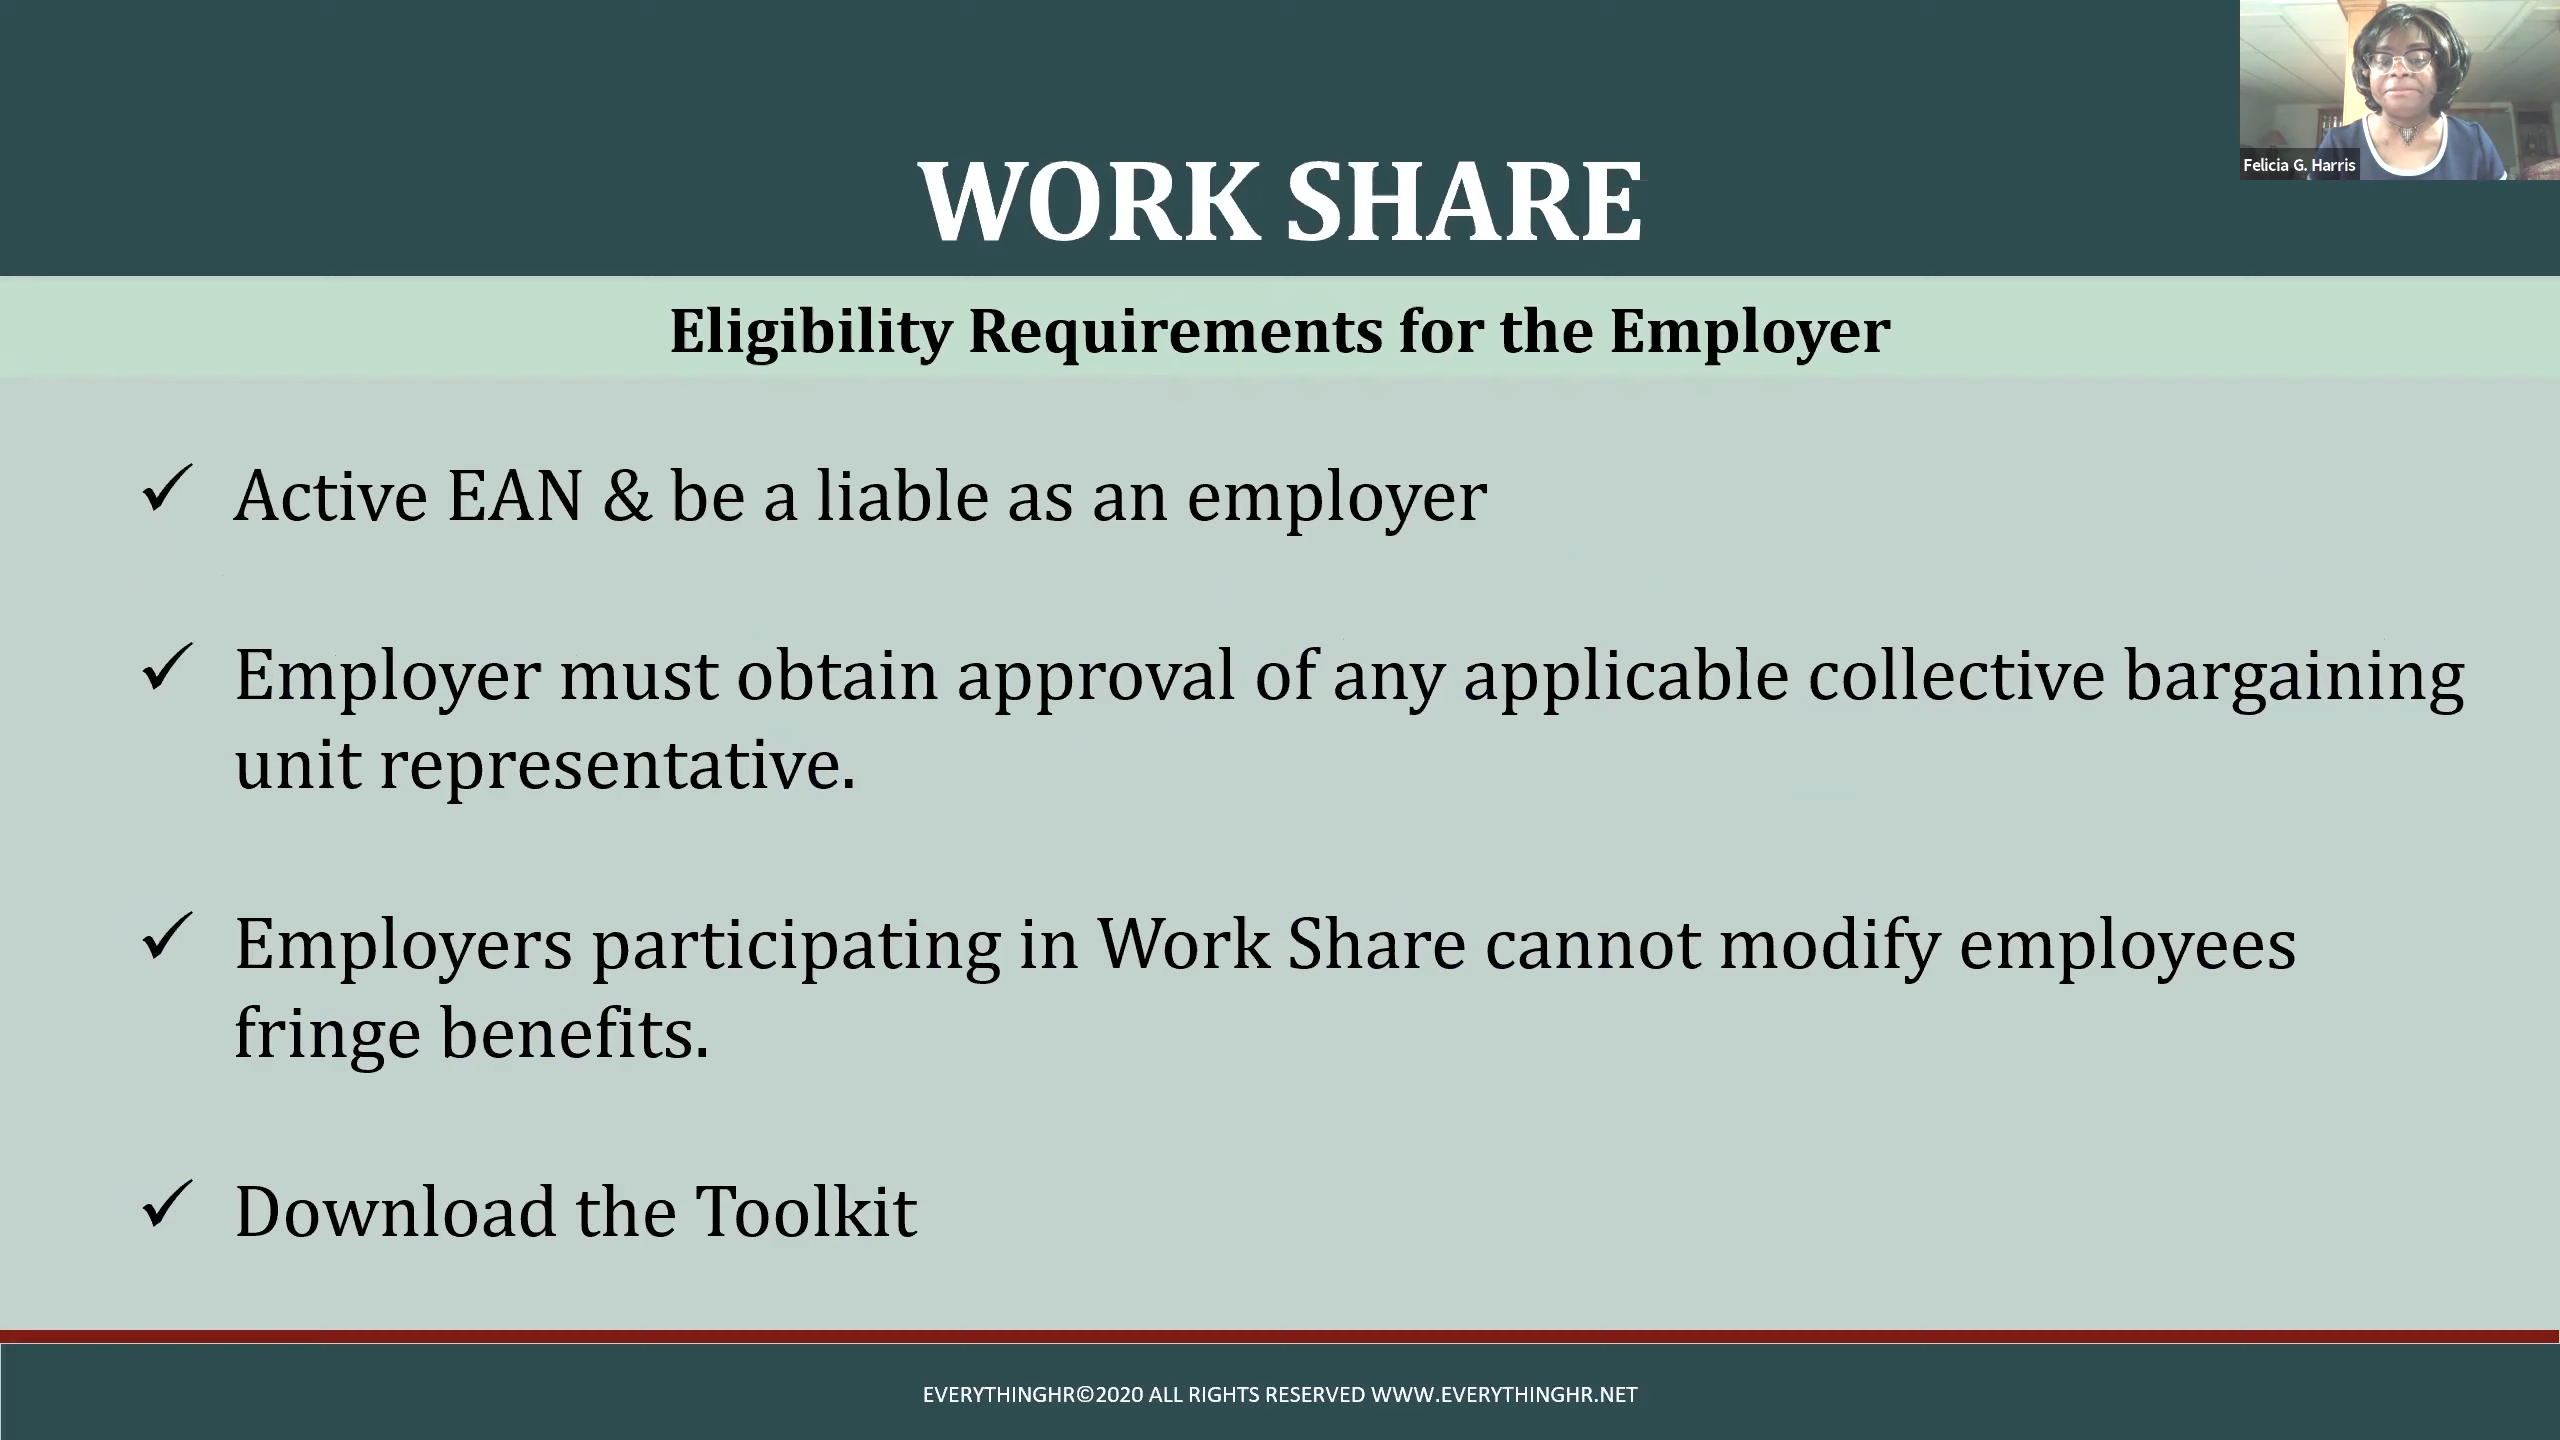 Felicia G. Harris
WORK SHARE
Eligibility Requirements for the Employer
✓ Active EAN & be a liable as an employer
✓ Employer must obtain approval of any applicable collective bargaining
unit representative.
✓ Employers participating in Work Share cannot modify employees
fringe benefits.
✓ Download the Toolkit
EVERYTHINGHR©2020 ALL RIGHTS RESERVED WWW.EVERYTHINGHR.NET